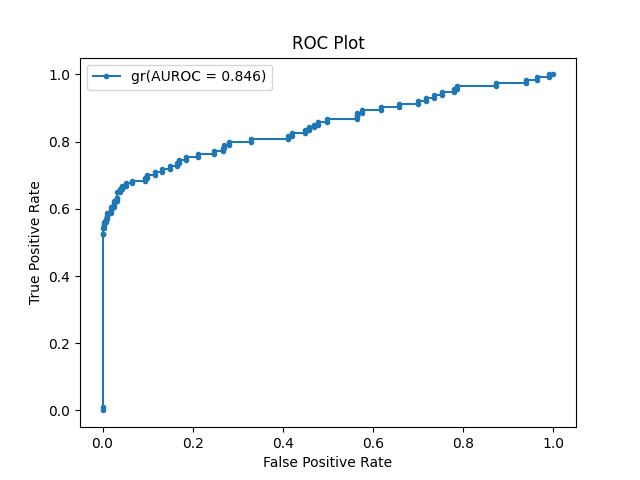 ROC Plot
gr(AUROC = 0.846)
1.0
0.8
0.6
0.4
0.2
0.0
True Positive Rate
0.0 0.2 0.4 0.6 0.8 1.0
False Positive Rate